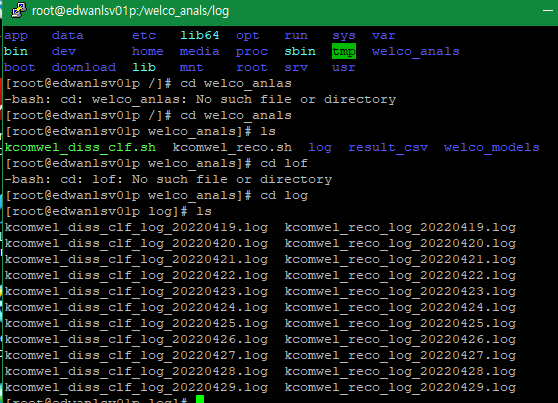 root@edwanlsv01p:/welco_anals/log
app data etc lib64 opt run sys var
bin dev home media proc sbin tmp welco_anals
boot download lib mnt root srv usr
[root@edwanlsv01p /]# cd welco_anlas
-bash: cd: welco_anlas: No such file or directory
[root@edwanlsv01p /]# cd welco_anals
[root@edwanlsv01p welco_anals]# ls
kcomwel_diss_clf.sh kcomwel_reco.sh log result_csv welco_models
[root@edwanlsv01p welco_anals]# cd lof
-bash: cd: lof: No such file or directory
[root@edwanlsv01p welco_anals]# cd log
[root@edwanlsv01p log]# ls
kcomwel_diss_clf_log_20220419.log kcomwel_reco_log_20220419.log
kcomwel_diss_clf_log_20220420.log kcomwel_reco_log_20220420.log
kcomwel_diss_clf_log_20220421.log kcomwel_reco_log_20220421.log
kcomwel_diss_clf_log_20220422.log kcomwel_reco_log_20220422.log
kcomwel_diss_clf_log_20220423.log kcomwel_reco_log_20220423.log
kcomwel_diss_clf_log_20220424.log kcomwel_reco_log_20220424.log
kcomwel_diss_clf_log_20220425.log kcomwel_reco_log_20220425.log
kcomwel_diss_clf_log_20220426.log kcomwel_reco_log_20220426.log
kcomwel_diss_clf_log_20220427.log kcomwel_reco_log_20220427.log
kcomwel_diss_clf_log_20220428.log kcomwel_reco_log_20220428.log
kcomwel_diss_clf_log_20220429.log kcomwel_reco_log_20220429.log
[root@edwanlsv01p log]#